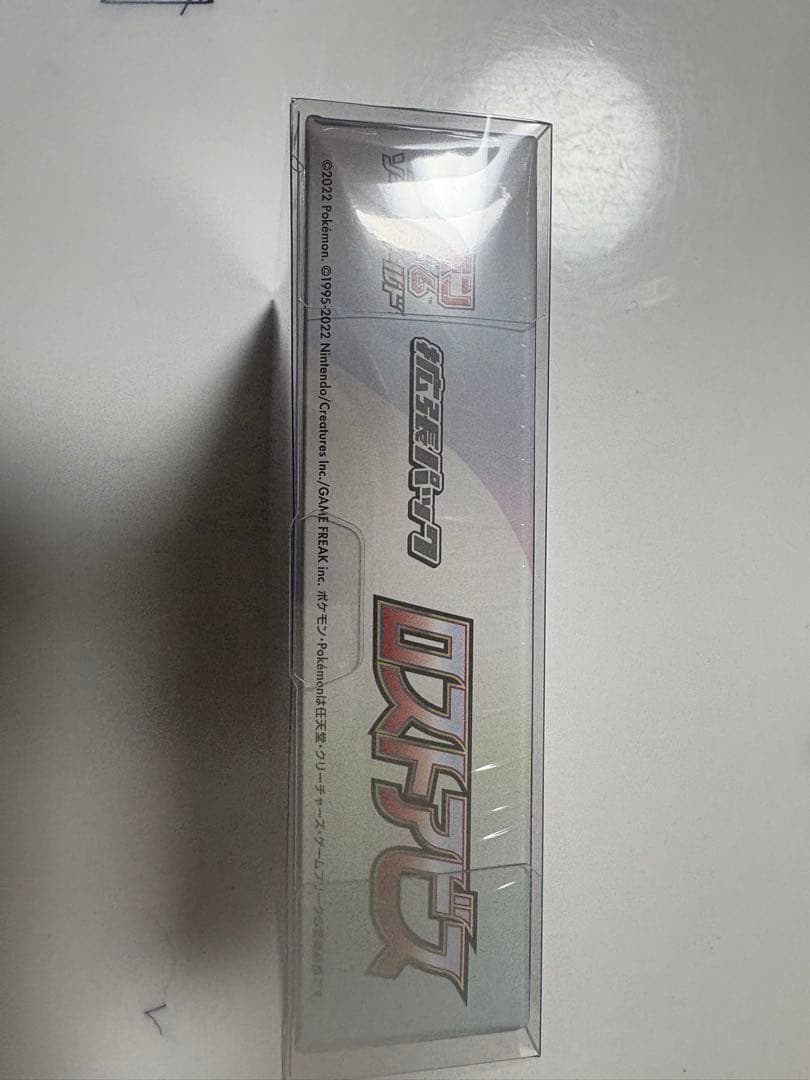 拡張パック
ロストアビス
©2022 Pokémon. ©1995-2022 Nintendo/Creatures Inc./GAME FREAK inc. ポケモン・Pokémonは任天堂・クリーチャーズ・ゲームフリークの登録商標です